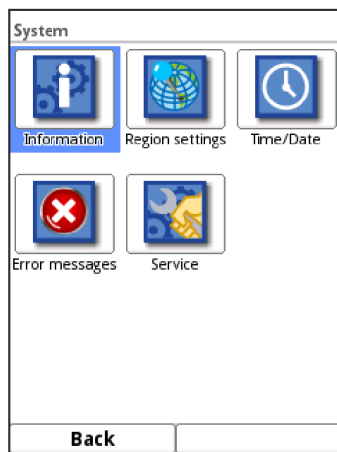 System
Information Region settings Time/Date
Error messages Service
Back